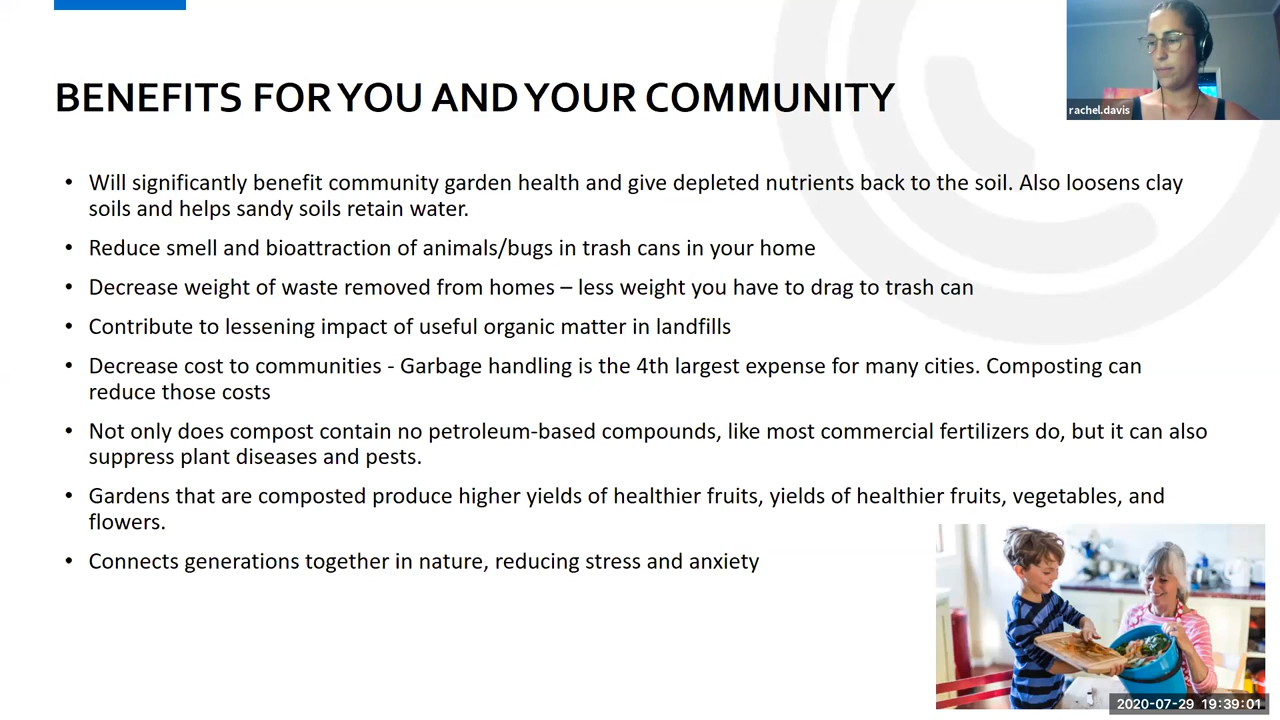 BENEFITS FOR YOU AND YOUR COMMUNITY
rachel.davis
• Will significantly benefit community garden health and give depleted nutrients back to the soil. Also loosens clay
soils and helps sandy soils retain water.
• Reduce smell and bioattraction of animals/bugs in trash cans in your home
• Decrease weight of waste removed from homes – less weight you have to drag to trash can
• Contribute to lessening impact of useful organic matter in landfills
• Decrease cost to communities - Garbage handling is the 4th largest expense for many cities. Composting can
reduce those costs
• Not only does compost contain no petroleum-based compounds, like most commercial fertilizers do, but it can also
suppress plant diseases and pests.
• Gardens that are composted produce higher yields of healthier fruits, yields of healthier fruits, vegetables, and
flowers.
• Connects generations together in nature, reducing stress and anxiety
2020-07-29 19:39:01